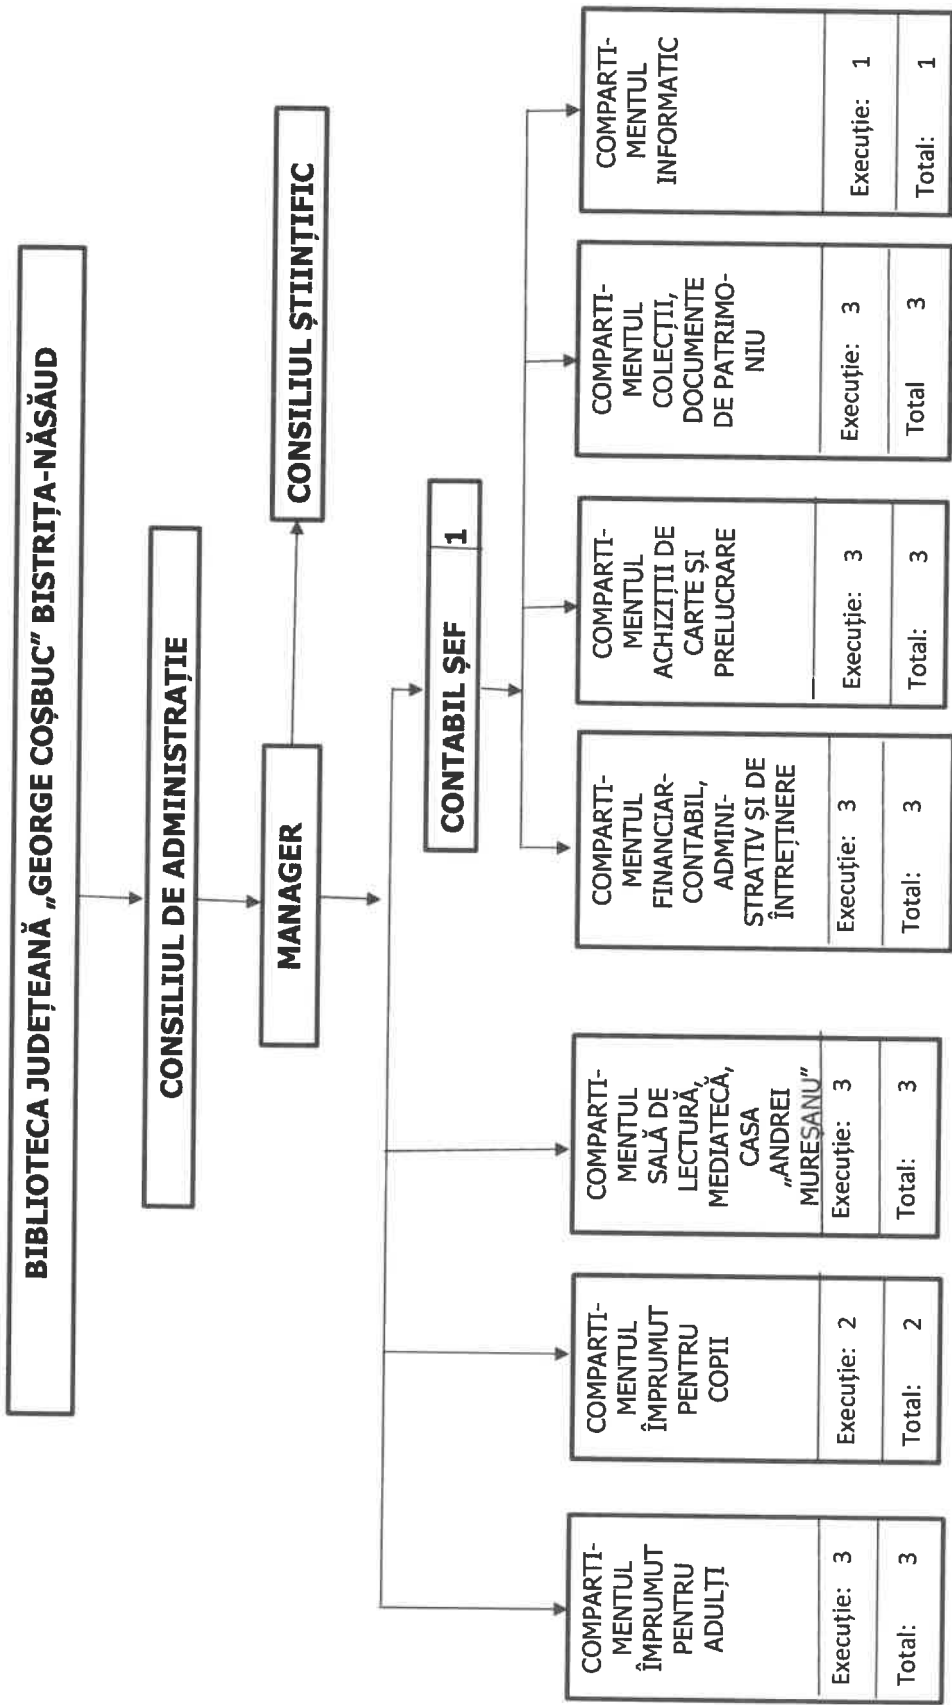 BIBLIOTECA JUDEȚEANĂ „GEORGE COȘBUC” BISTRIȚA-NĂSĂUD
CONSILIUL DE ADMINISTRAȚIE
MANAGER
CONSILIUL ȘTIINȚIFIC
CONTABIL ȘEF 1
COMPARTI-
MENTUL
ÎMPRUMUT
PENTRU
ADULȚI
Execuție: 3
Total: 3
COMPARTI-
MENTUL
ÎMPRUMUT
PENTRU
COPII
Execuție: 2
Total: 2
COMPARTI-
MENTUL
SALĂ DE
LECTURĂ,
MEDIATECĂ,
CASA
„ANDREI
MUREȘANU”
Execuție: 3
Total: 3
COMPARTI-
MENTUL
FINANCIAR-
CONTABIL,
ADMINI-
STRATIV ȘI DE
ÎNTREȚINERE
Execuție: 3
Total: 3
COMPARTI-
MENTUL
ACHIZIȚII DE
CARTE ȘI
PRELUCRARE
Execuție: 3
Total: 3
COMPARTI-
MENTUL
COLECȚII,
DOCUMENTE
DE PATRIMO-
NIU
Execuție: 3
Total 3
COMPARTI-
MENTUL
INFORMATIC
Execuție: 1
Total: 1